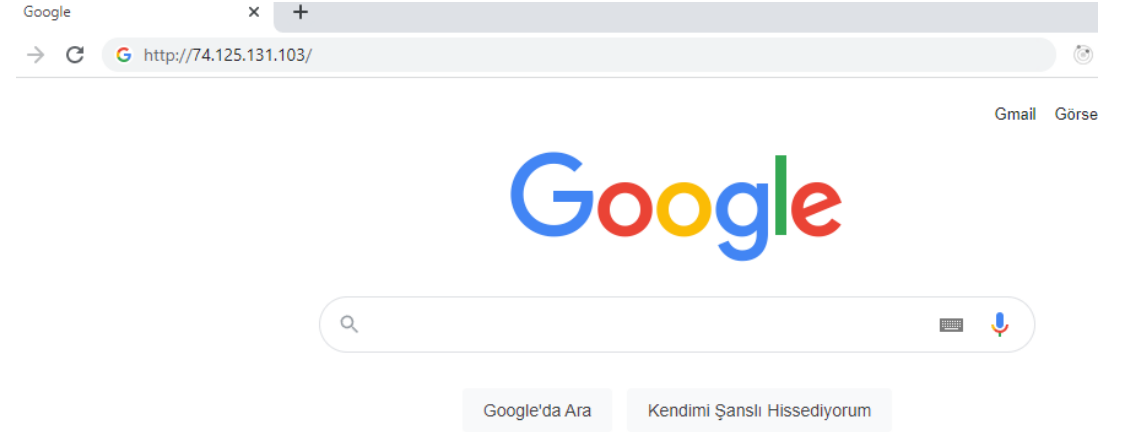 Google
http://74.125.131.103/
Gmail Görse
Google
Google'da Ara Kendimi Şanslı Hissediyorum